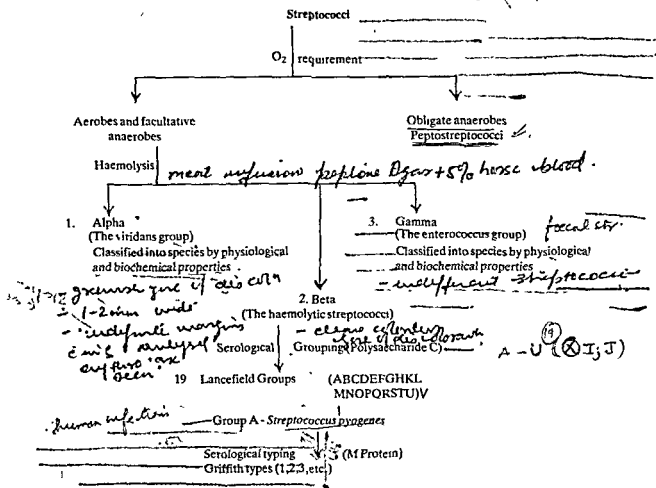 Streptococci
O₂ requirement
Aerobes and facultative
anaerobes
Obligate anaerobes
Peptostreptococci
Haemolysis
meat infusion peptone Agar + 5% horse blood.
1. Alpha
(The viridans group)
Classified into species by physiological
and biochemical properties
greenish zone of discolⁿ
- 1-2mm wide
- indefinite margins
seen
3. Gamma
(The enterococcus group)
faecal str.
Classified into species by physiological
and biochemical properties
- indifferent streptococci
2. Beta
(The haemolytic streptococci)
Serological Grouping (Polysaccharide C)
A - U (19) (X I, J)
19 Lancefield Groups (ABCDEFGHKL
MNOPQRSTU)V
human infection
Group A - Streptococcus pyogenes
Serological typing (M Protein)
Griffith types (1,2,3, etc.)